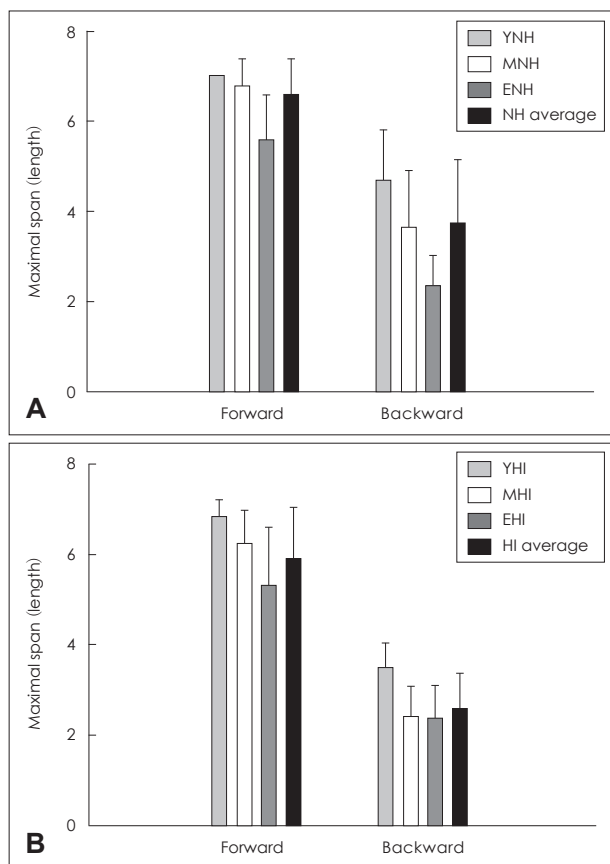 8
6
4
2
0
Maximal span (length)
YNH
MNH
ENH
NH average
Forward Backward
A
8
6
4
2
0
Maximal span (length)
YHI
MHI
EHI
HI average
Forward Backward
B